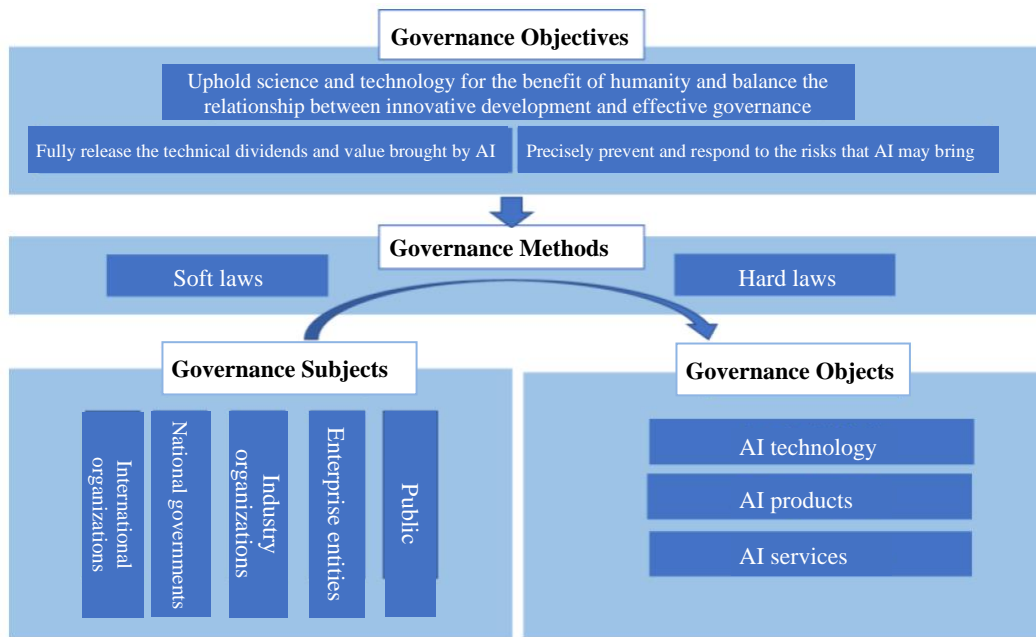 Governance Objectives
Uphold science and technology for the benefit of humanity and balance the
relationship between innovative development and effective governance
Fully release the technical dividends and value brought by AI
Precisely prevent and respond to the risks that AI may bring
Governance Methods
Soft laws
Hard laws
Governance Subjects
International
organizations
National governments
Industry
organizations
Enterprise entities
Public
Governance Objects
AI technology
AI products
AI services